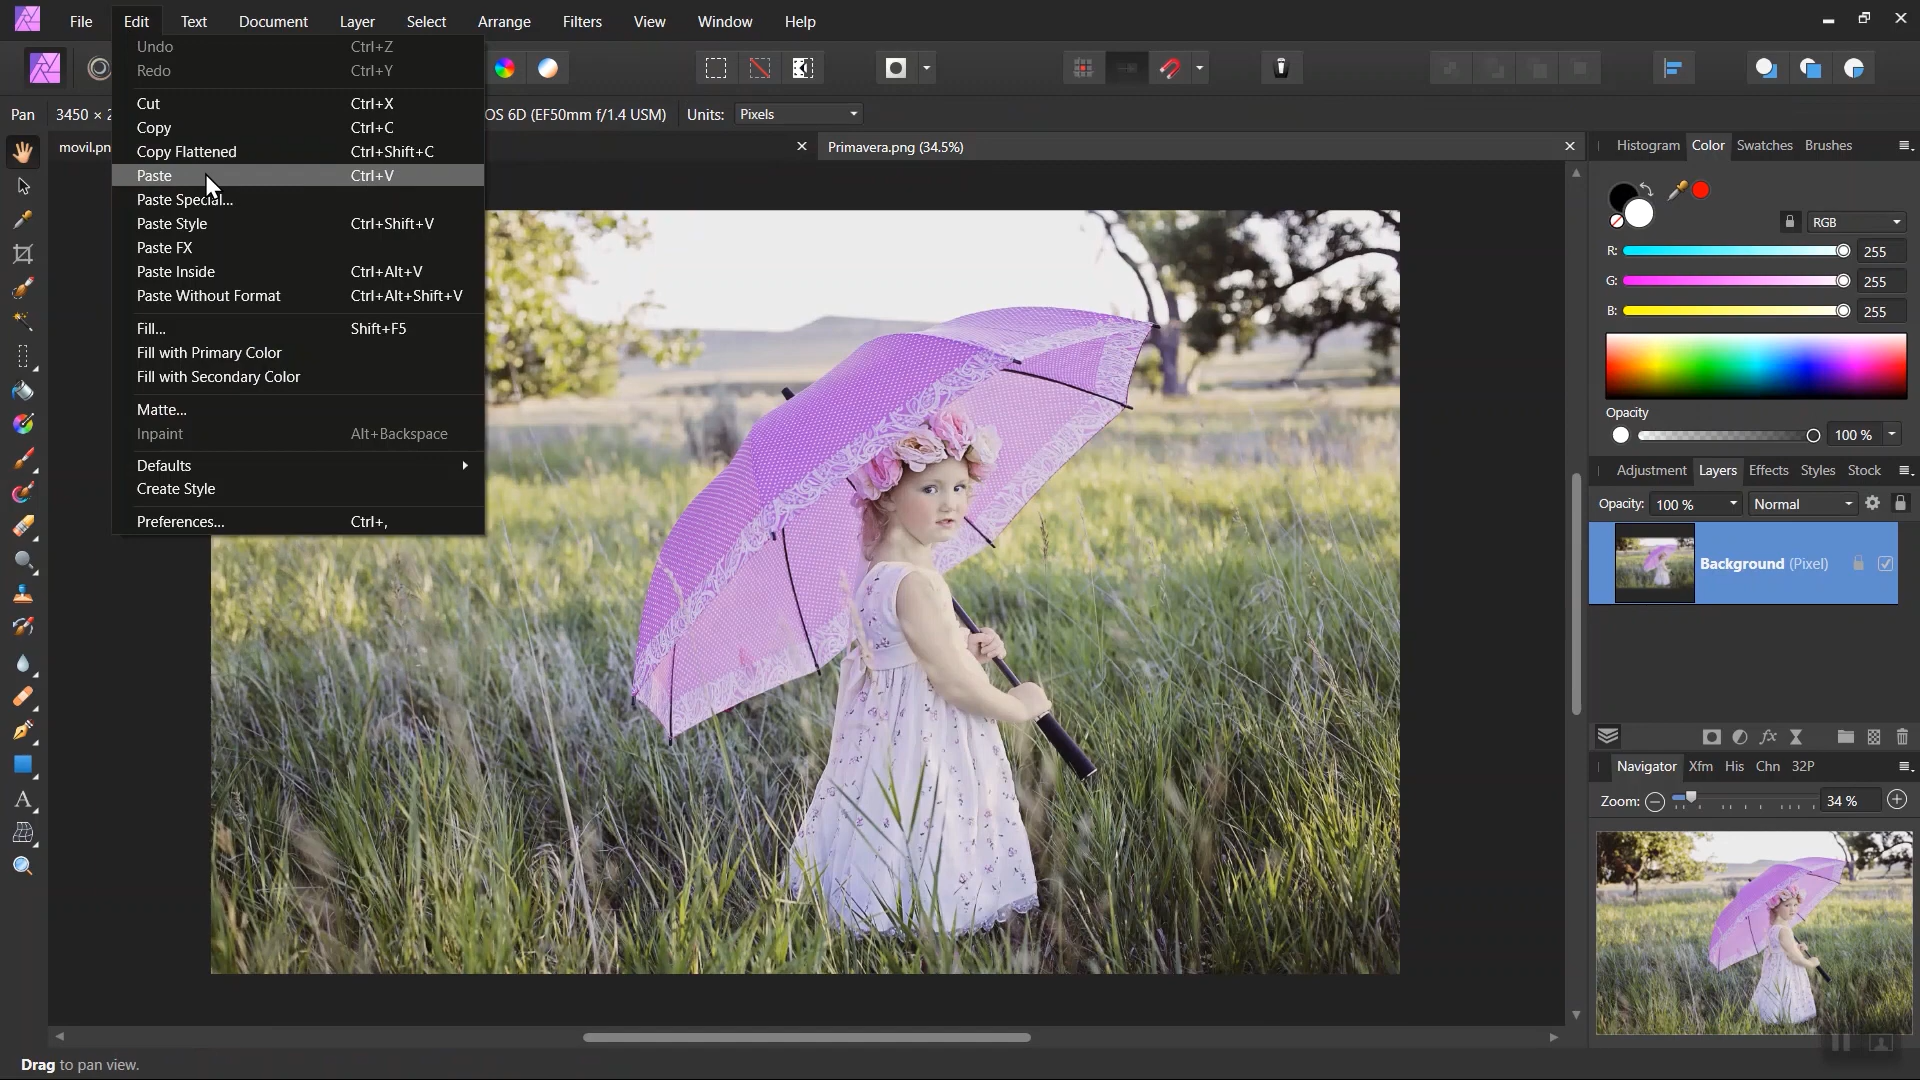 File Edit Text Document Layer Select Arrange Filters View Window Help
Undo Ctrl+Z
Redo Ctrl+Y
Cut Ctrl+X
Copy Ctrl+C
Copy Flattened Ctrl+Shift+C
Paste Ctrl+V
Paste Special...
Paste Style Ctrl+Shift+V
Paste FX
Paste Inside Ctrl+Alt+V
Paste Without Format Ctrl+Alt+Shift+V
Fill... Shift+F5
Fill with Primary Color
Fill with Secondary Color
Matte...
Inpaint Alt+Backspace
Defaults
Create Style
Preferences... Ctrl+,
Pan 3450 × 2 OS 6D (EF50mm f/1.4 USM) Units: Pixels
movil.pn Primavera.png (34.5%)
Histogram Color Swatches Brushes
RGB
R: 255
G: 255
B: 255
Opacity
100 %
Adjustment Layers Effects Styles Stock
Opacity: 100 % Normal
Background (Pixel)
fx
Navigator Xfm His Chn 32P
Zoom: 34 %
A
Drag to pan view.